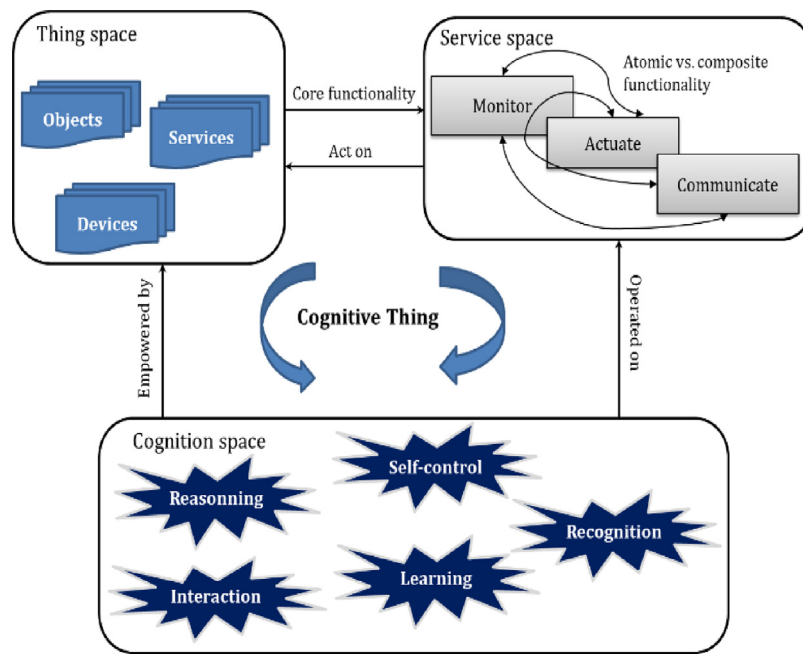 Thing space
Objects
Services
Devices
Core functionality
Act on
Service space
Atomic vs. composite
functionality
Monitor
Actuate
Communicate
Empowered by
Cognitive Thing
Operated on
Cognition space
Reasonning
Self-control
Recognition
Interaction
Learning